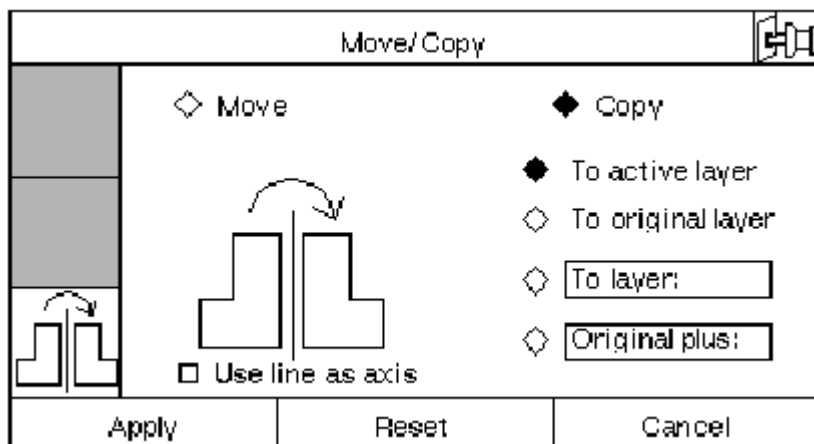 Move/Copy
Move
Copy
To active layer
To original layer
To layer:
Original plus:
Use line as axis
Apply
Reset
Cancel